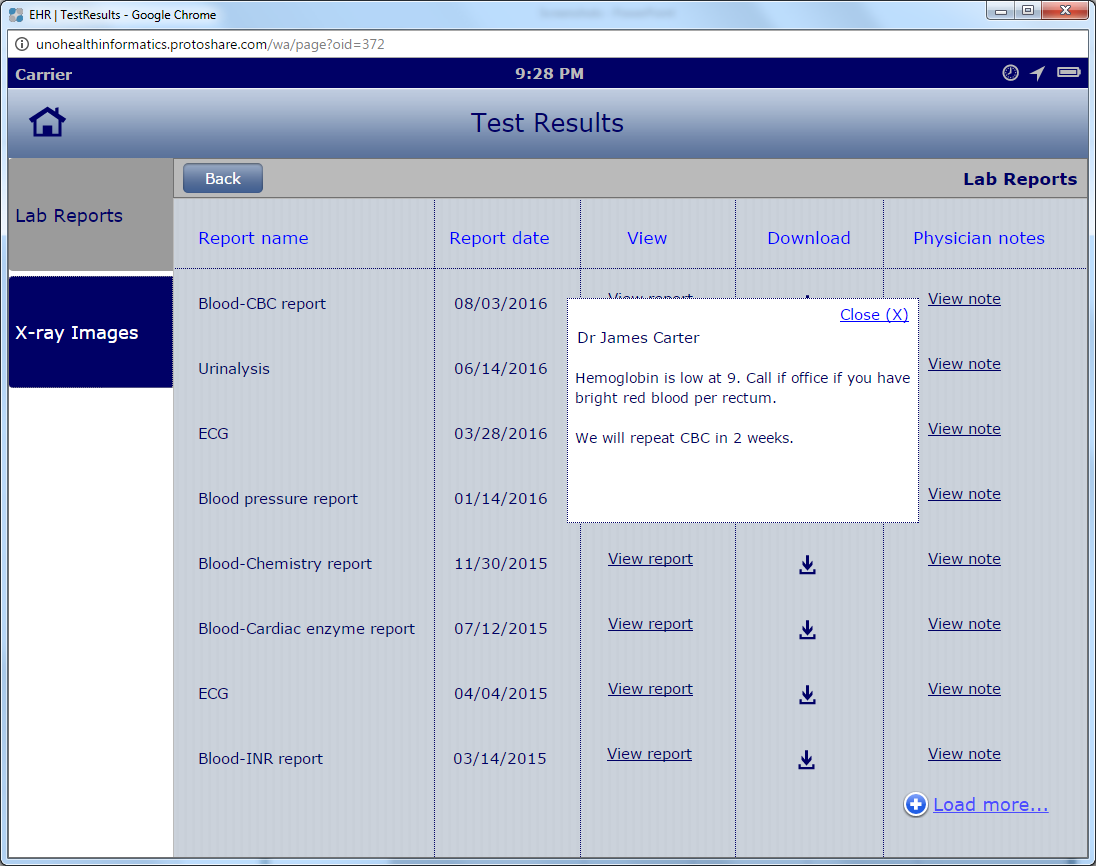 EHR | TestResults - Google Chrome
unohealthinformatics.protoshare.com/wa/page?oid=372
Carrier 9:28 PM
Test Results
Back Lab Reports
Lab Reports
X-ray Images
Report name Report date View Download Physician notes
Blood-CBC report 08/03/2016 View report View note
Close (X)
Dr James Carter
Hemoglobin is low at 9. Call if office if you have
bright red blood per rectum.
We will repeat CBC in 2 weeks.
Urinalysis 06/14/2016 View note
ECG 03/28/2016 View note
Blood pressure report 01/14/2016 View note
Blood-Chemistry report 11/30/2015 View report View note
Blood-Cardiac enzyme report 07/12/2015 View report View note
ECG 04/04/2015 View report View note
Blood-INR report 03/14/2015 View report View note
Load more...